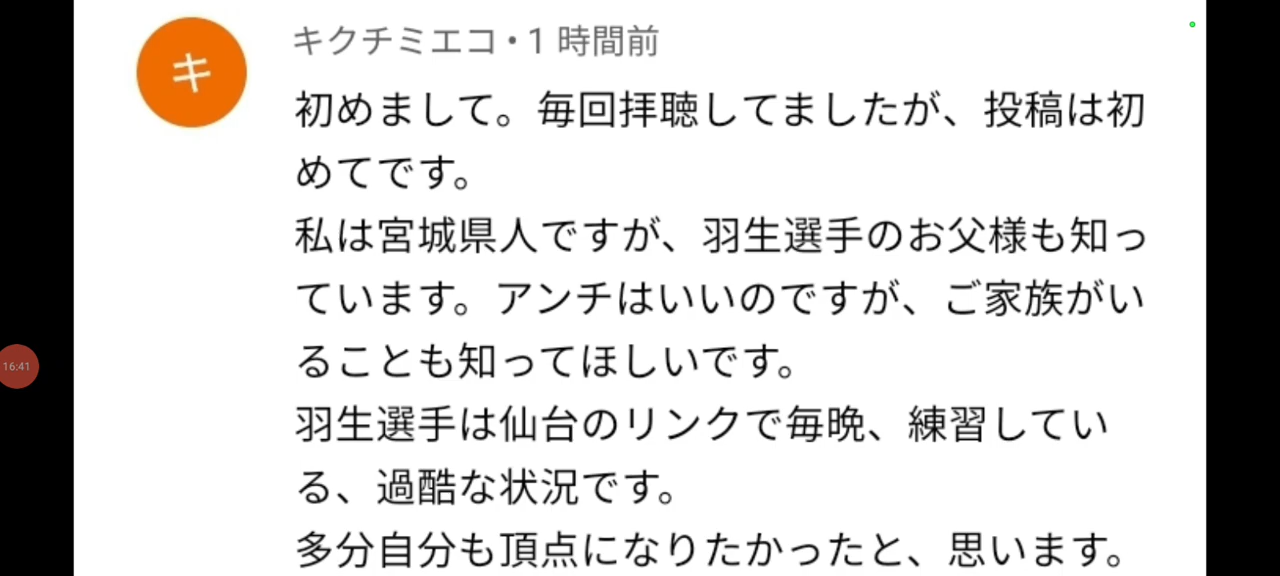 キクチミエコ • 1 時間前
キ
初めまして。毎回拝聴してましたが、投稿は初
めてです。
私は宮城県人ですが、羽生選手のお父様も知っ
ています。アンチはいいのですが、ご家族がい
ることも知ってほしいです。
16:41
羽生選手は仙台のリンクで毎晩、練習してい
る、過酷な状況です。
多分自分も頂点になりたかったと、思います。